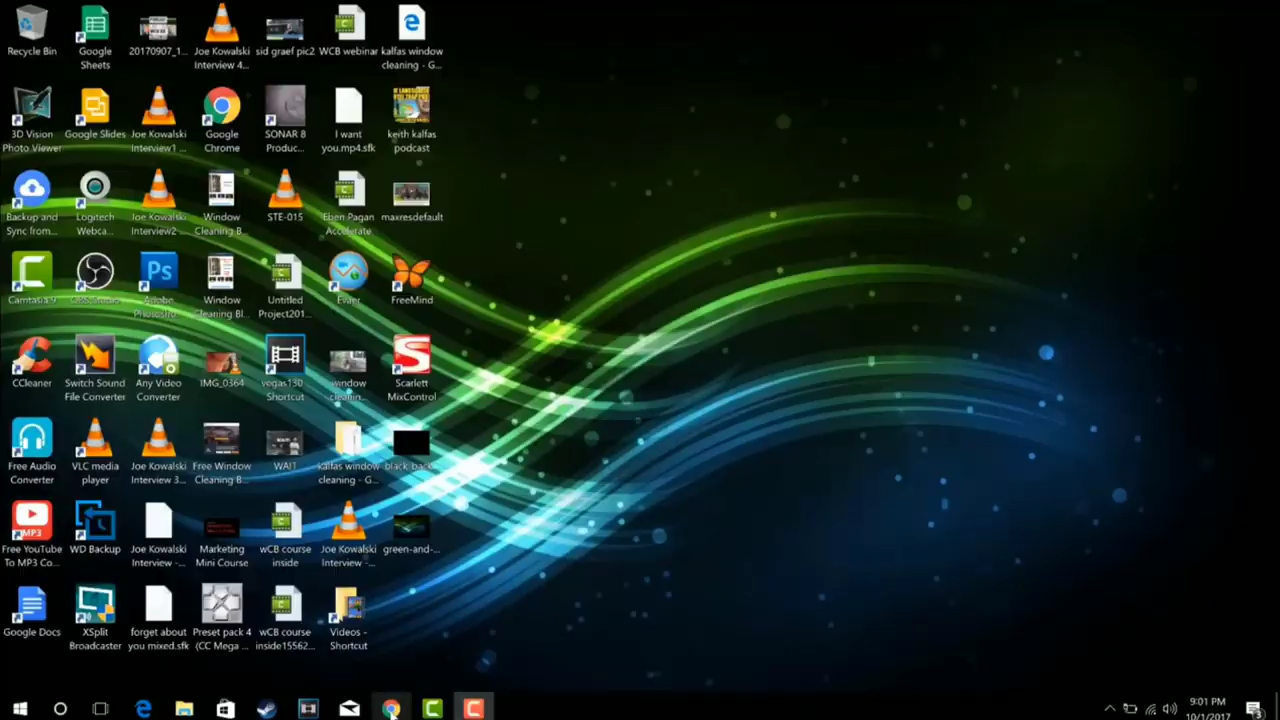 Recycle Bin
Google
Sheets
20170907_1...
Joe Kowalski
Interview 4...
sid graef pic2
WCB webinar
kalfas window
cleaning - G...
3D Vision
Photo Viewer
Google Slides
Joe Kowalski
Interview1 ...
Google
Chrome
SONAR 8
Produc...
I want
you.mp4.sfk
keith kalfas
podcast
Backup and
Sync from...
Logitech
Webca...
Joe Kowalski
Interview2 ...
Window
Cleaning B...
STE-015
Eben Pagan
Accelerate
maxresdefault
Camtasia 9
OBS Studio
Ps
Adobe
Photosho...
Window
Cleaning Bl...
Untitled
Project201...
Evaer
FreeMind
CCleaner
Switch Sound
File Converter
Any Video
Converter
IMG_0364
vegas130 -
Shortcut
window
cleanin...
Scarlett
MixControl
Free Audio
Converter
VLC media
player
Joe Kowalski
Interview 3...
Free Window
Cleaning B...
WAIT
kalfas window
cleaning - G...
black_back...
MP3
Free YouTube
To MP3 Co...
WD Backup
Joe Kowalski
Interview -...
Marketing
Mini Course
wCB course
inside
Joe Kowalski
Interview -...
green-and-...
Google Docs
XSplit
Broadcaster
forget about
you mixed.sfk
Preset pack 4
(CC Mega ...
wCB course
inside15562...
Videos -
Shortcut
9:01 PM
10/1/2017
3